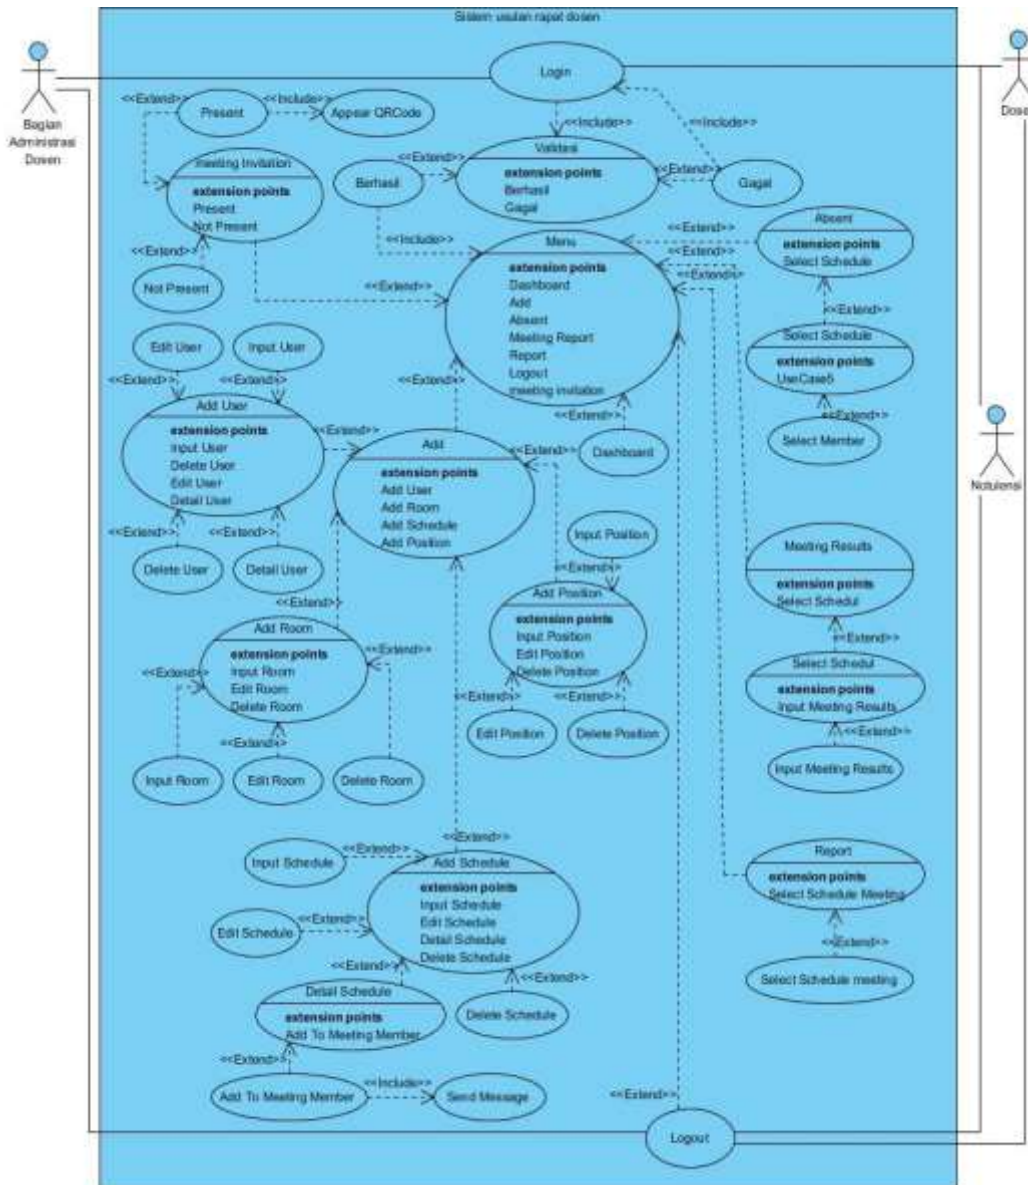 Sistem usulan rapat dosen
Login
Bagian
Administrasi
Dosen
Dose
Notulensi
<<Extend>>
<<Include>>
Present
Appear QRCode
<<Include>>
<<Include>>
meeting Invitation
extension points
Present
Not Present
<<Extend>>
Not Present
Berhasil
<<Extend>>
Validasi
extension points
Berhasil
Gagal
<<Extend>>
Gagal
<<Include>>
<<Extend>>
Menu
extension points
Dashboard
Add
Absent
Meeting Report
Report
Logout
meeting invitation
<<Extend>>
<<Extend>>
<<Extend>>
Absent
extension points
Select Schedule
<<Extend>>
Select Schedule
extension points
UseCase5
<<Extend>>
Select Member
Edit User
Input User
<<Extend>>
<<Extend>>
Add User
extension points
Input User
Delete User
Edit User
Detail User
<<Extend>>
<<Extend>>
Delete User
Detail User
<<Extend>>
<<Extend>>
Add
extension points
Add User
Add Room
Add Schedule
Add Position
<<Extend>>
<<Extend>>
Dashboard
Input Position
<<Extend>>
Add Position
extension points
Input Position
Edit Position
Delete Position
<<Extend>>
<<Extend>>
Edit Position
Delete Position
<<Extend>>
Add Room
extension points
Input Room
Edit Room
Delete Room
<<Extend>>
<<Extend>>
<<Extend>>
Input Room
Edit Room
Delete Room
Meeting Results
extension points
Select Schedul
<<Extend>>
Select Schedul
extension points
Input Meeting Results
<<Extend>>
Input Meeting Results
<<Extend>>
Input Schedule
<<Extend>>
Add Schedule
extension points
Input Schedule
Edit Schedule
Detail Schedule
Delete Schedule
Edit Schedule
<<Extend>>
<<Extend>>
<<Extend>>
Detail Schedule
extension points
Add To Meeting Member
Delete Schedule
<<Extend>>
Add To Meeting Member
<<Include>>
Send Message
Report
extension points
Select Schedule Meeting
<<Extend>>
Select Schedule meeting
<<Extend>>
Logout